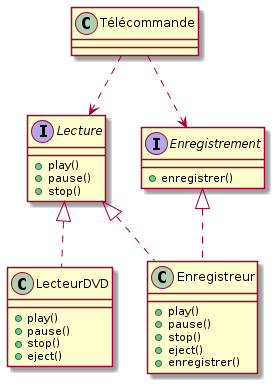 C Télécommande
I Lecture
play()
pause()
stop()
I Enregistrement
enregistrer()
C LecteurDVD
play()
pause()
stop()
eject()
C Enregistreur
play()
pause()
stop()
eject()
enregistrer()